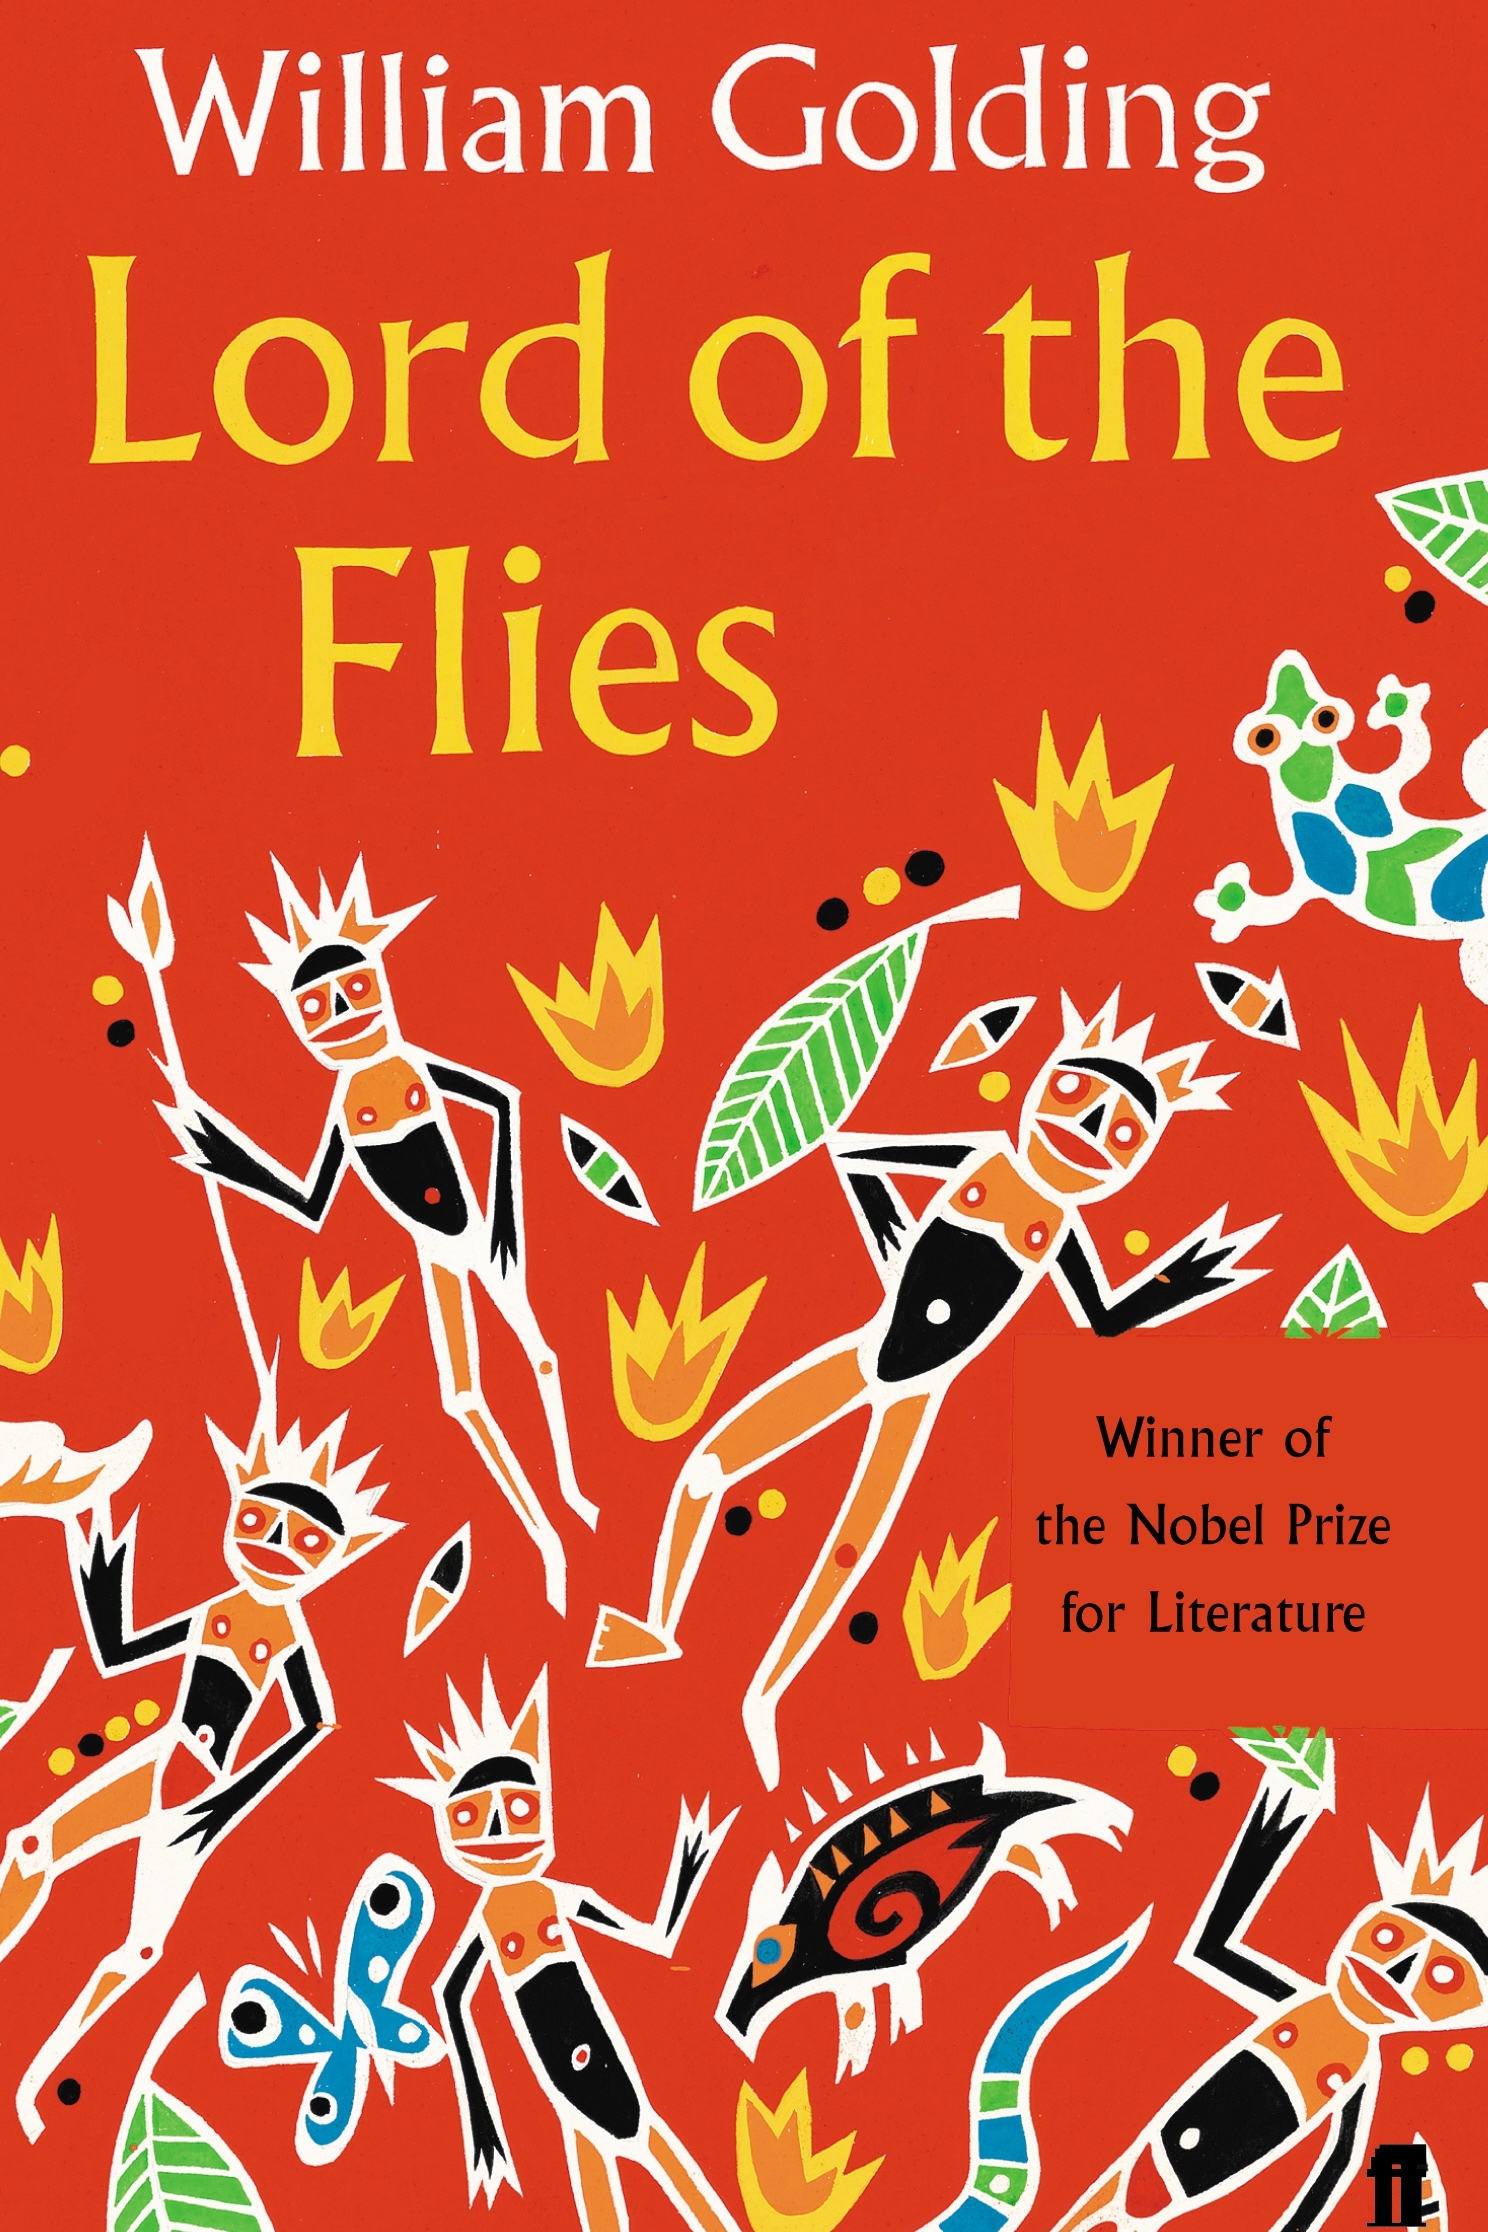 William Golding
Lord of the
Flies
Winner of
the Nobel Prize
for Literature
ff